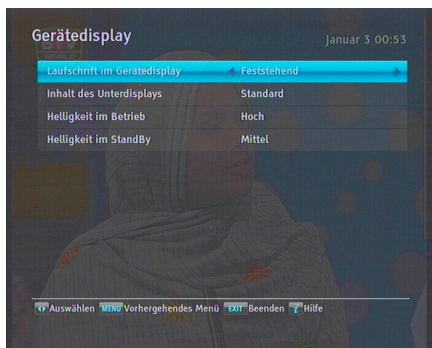 Gerätedisplay
Januar 3 00:53
Laufschrift im Gerätedisplay Feststehend
Inhalt des Unterdisplays Standard
Helligkeit im Betrieb Hoch
Helligkeit im StandBy Mittel
Auswählen MENU Vorhergehendes Menü EXIT Beenden i Hilfe